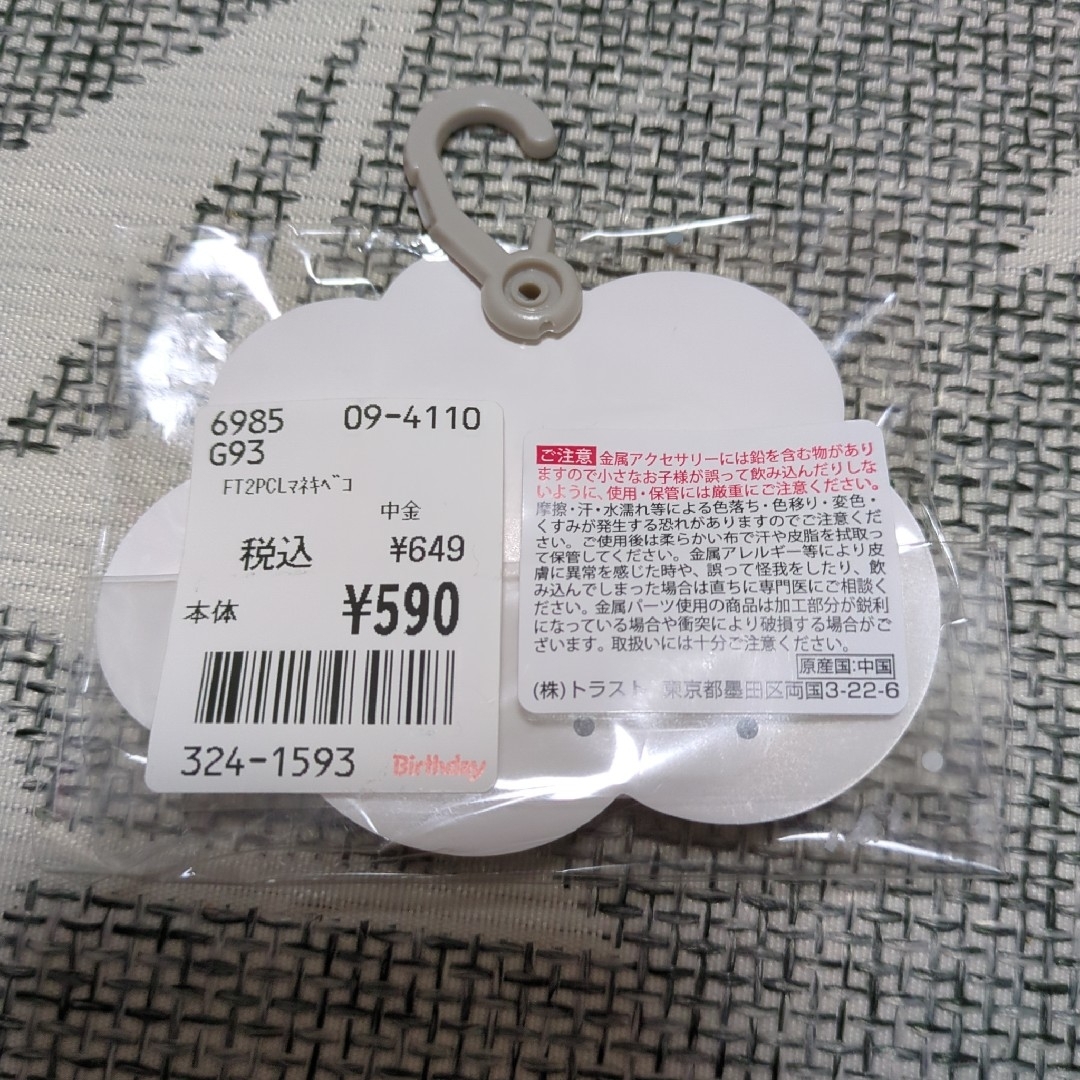 6985 09-4110
G93
FT2PCLﾏﾈｷﾍﾞｺ
中金
税込 ¥649
本体 ¥590
324-1593 Birthday
ご注意 金属アクセサリーには鉛を含む物があり
ますので小さなお子様が誤って飲み込んだりしな
いように、使用・保管には厳重にご注意ください。
摩擦・汗・水濡れ等による色落ち・色移り・変色・
くすみが発生する恐れがありますのでご注意くだ
さい。ご使用後は柔らかい布で汗や皮脂を拭取っ
て保管してください。金属アレルギー等により皮
膚に異常を感じた時や、誤って怪我をしたり、飲
み込んでしまった場合は直ちに専門医にご相談く
ださい。金属パーツ使用の商品は加工部分が鋭利
になっている場合や衝突により破損する場合がご
ざいます。取扱いには十分ご注意ください。
原産国:中国
(株)トラスト 東京都墨田区両国3-22-6